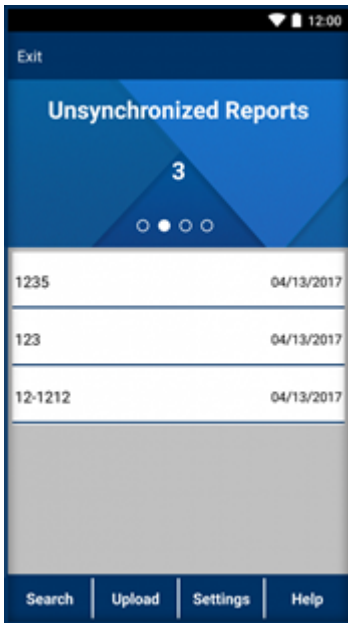 12:00
Exit
Unsynchronized Reports
3
1235 04/13/2017
123 04/13/2017
12-1212 04/13/2017
Search Upload Settings Help